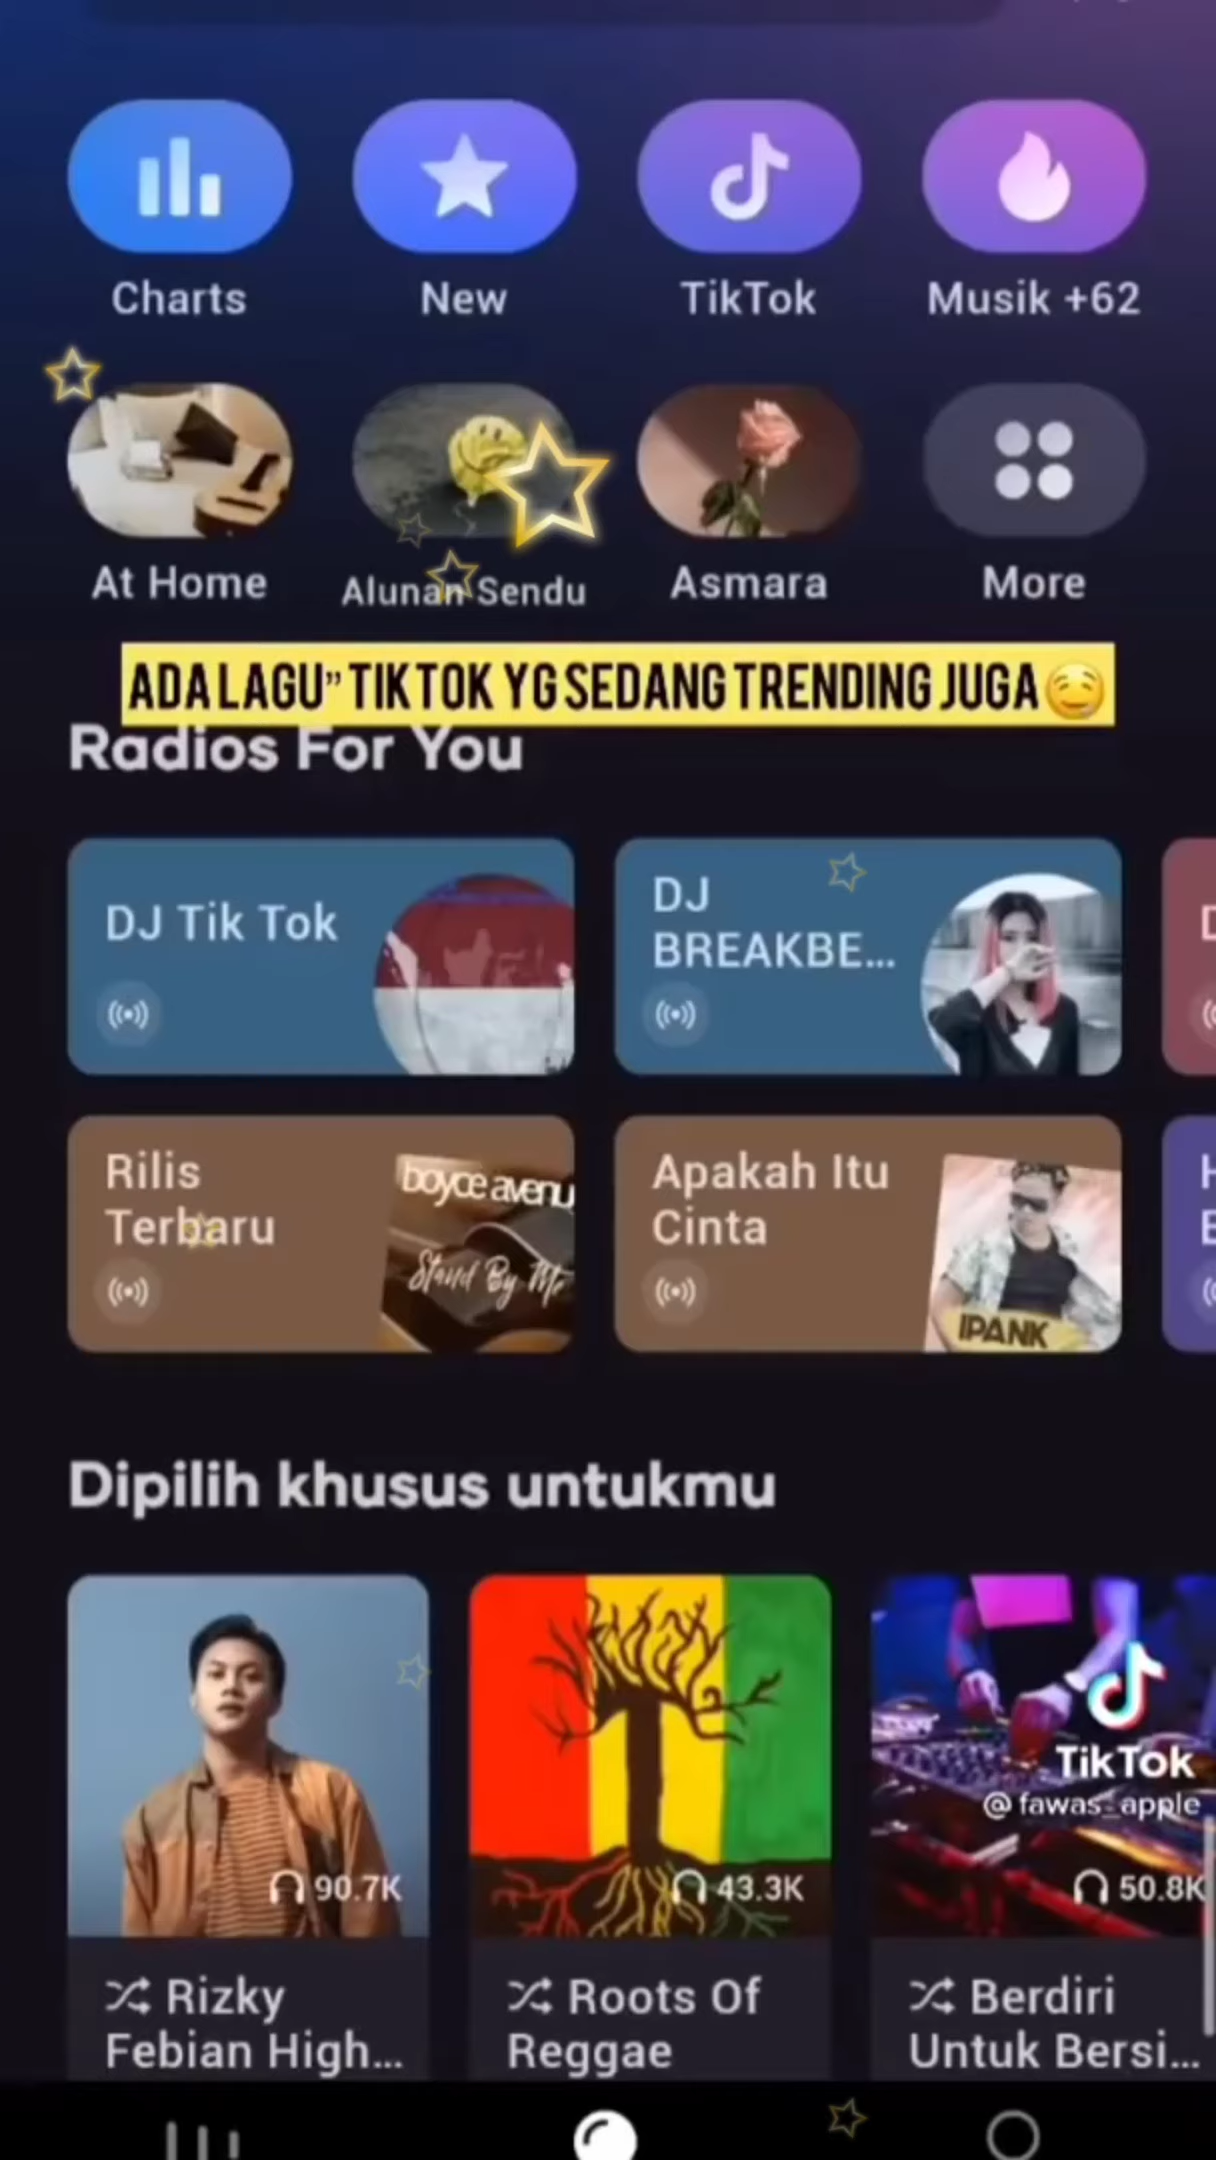 Charts
New
TikTok
Musik +62
At Home
Alunan Sendu
Asmara
More
ADA LAGU” TIKTOK YG SEDANG TRENDING JUGA🤤
Radios For You
DJ Tik Tok
DJ
BREAKBE...
D
Rilis
Terbaru
boyce avenu
Stand By Me
Apakah Itu
Cinta
IPANK
H
E
Dipilih khusus untukmu
TikTok
@fawas_apple
90.7K
43.3K
50.8K
Rizky
Febian High...
Roots Of
Reggae
Berdiri
Untuk Bersi...